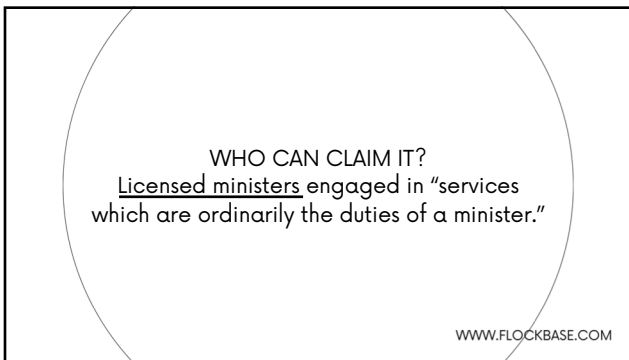 WHO CAN CLAIM IT?
Licensed ministers engaged in “services
which are ordinarily the duties of a minister.”
WWW.FLOCKBASE.COM